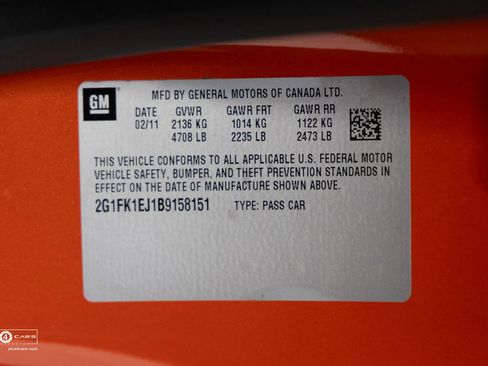 GM
MFD BY GENERAL MOTORS OF CANADA LTD.
DATE GVWR GAWR FRT GAWR RR
02/11 2136 KG 1014 KG 1122 KG
4708 LB 2235 LB 2473 LB
THIS VEHICLE CONFORMS TO ALL APPLICABLE U.S. FEDERAL MOTOR
VEHICLE SAFETY, BUMPER, AND THEFT PREVENTION STANDARDS IN
EFFECT ON THE DATE OF MANUFACTURE SHOWN ABOVE.
2G1FK1EJ1B9158151 TYPE: PASS CAR
4 CARS